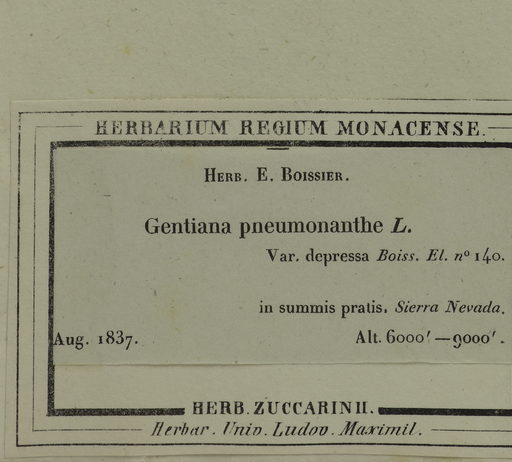 HERBARIUM REGIUM MONACENSE.
HERB. E. BOISSIER.
Gentiana pneumonanthe L.
Var. depressa Boiss. El. nº 140.
in summis pratis. Sierra Nevada.
Aug. 1837. Alt. 6000′—9000′.
HERB. ZUCCARINII.
Herbar. Univ. Ludov. Maximil.